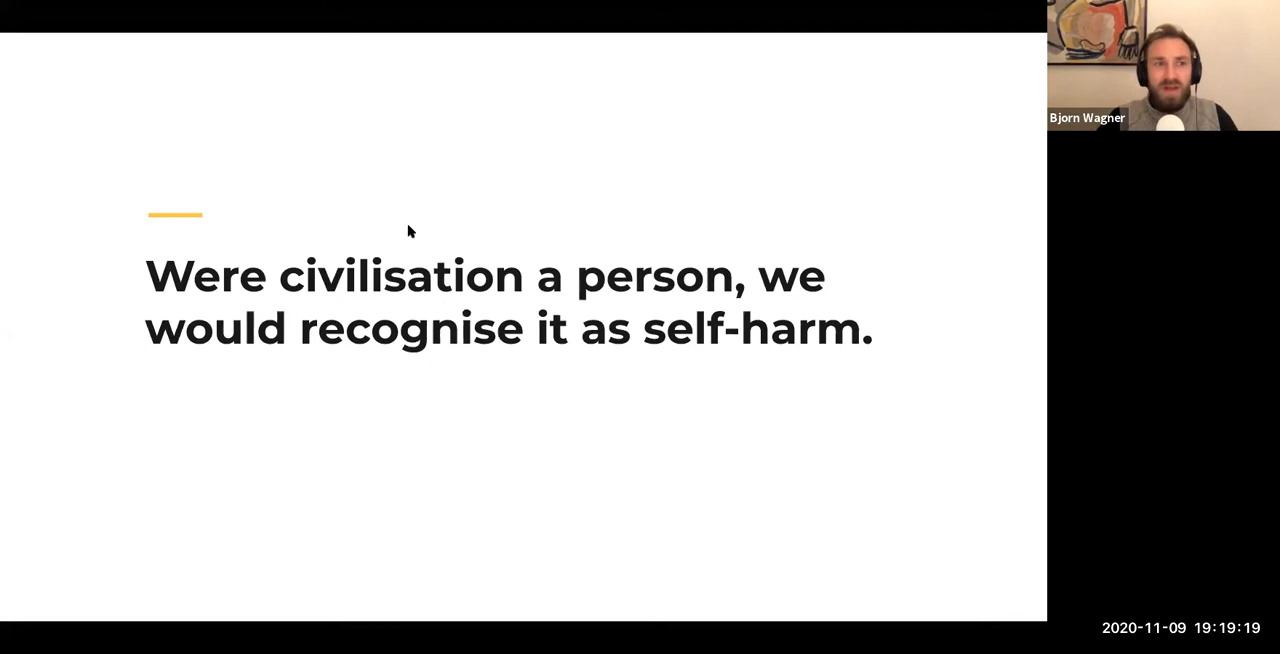 Bjorn Wagner
Were civilisation a person, we
would recognise it as self-harm.
2020-11-09 19:19:19